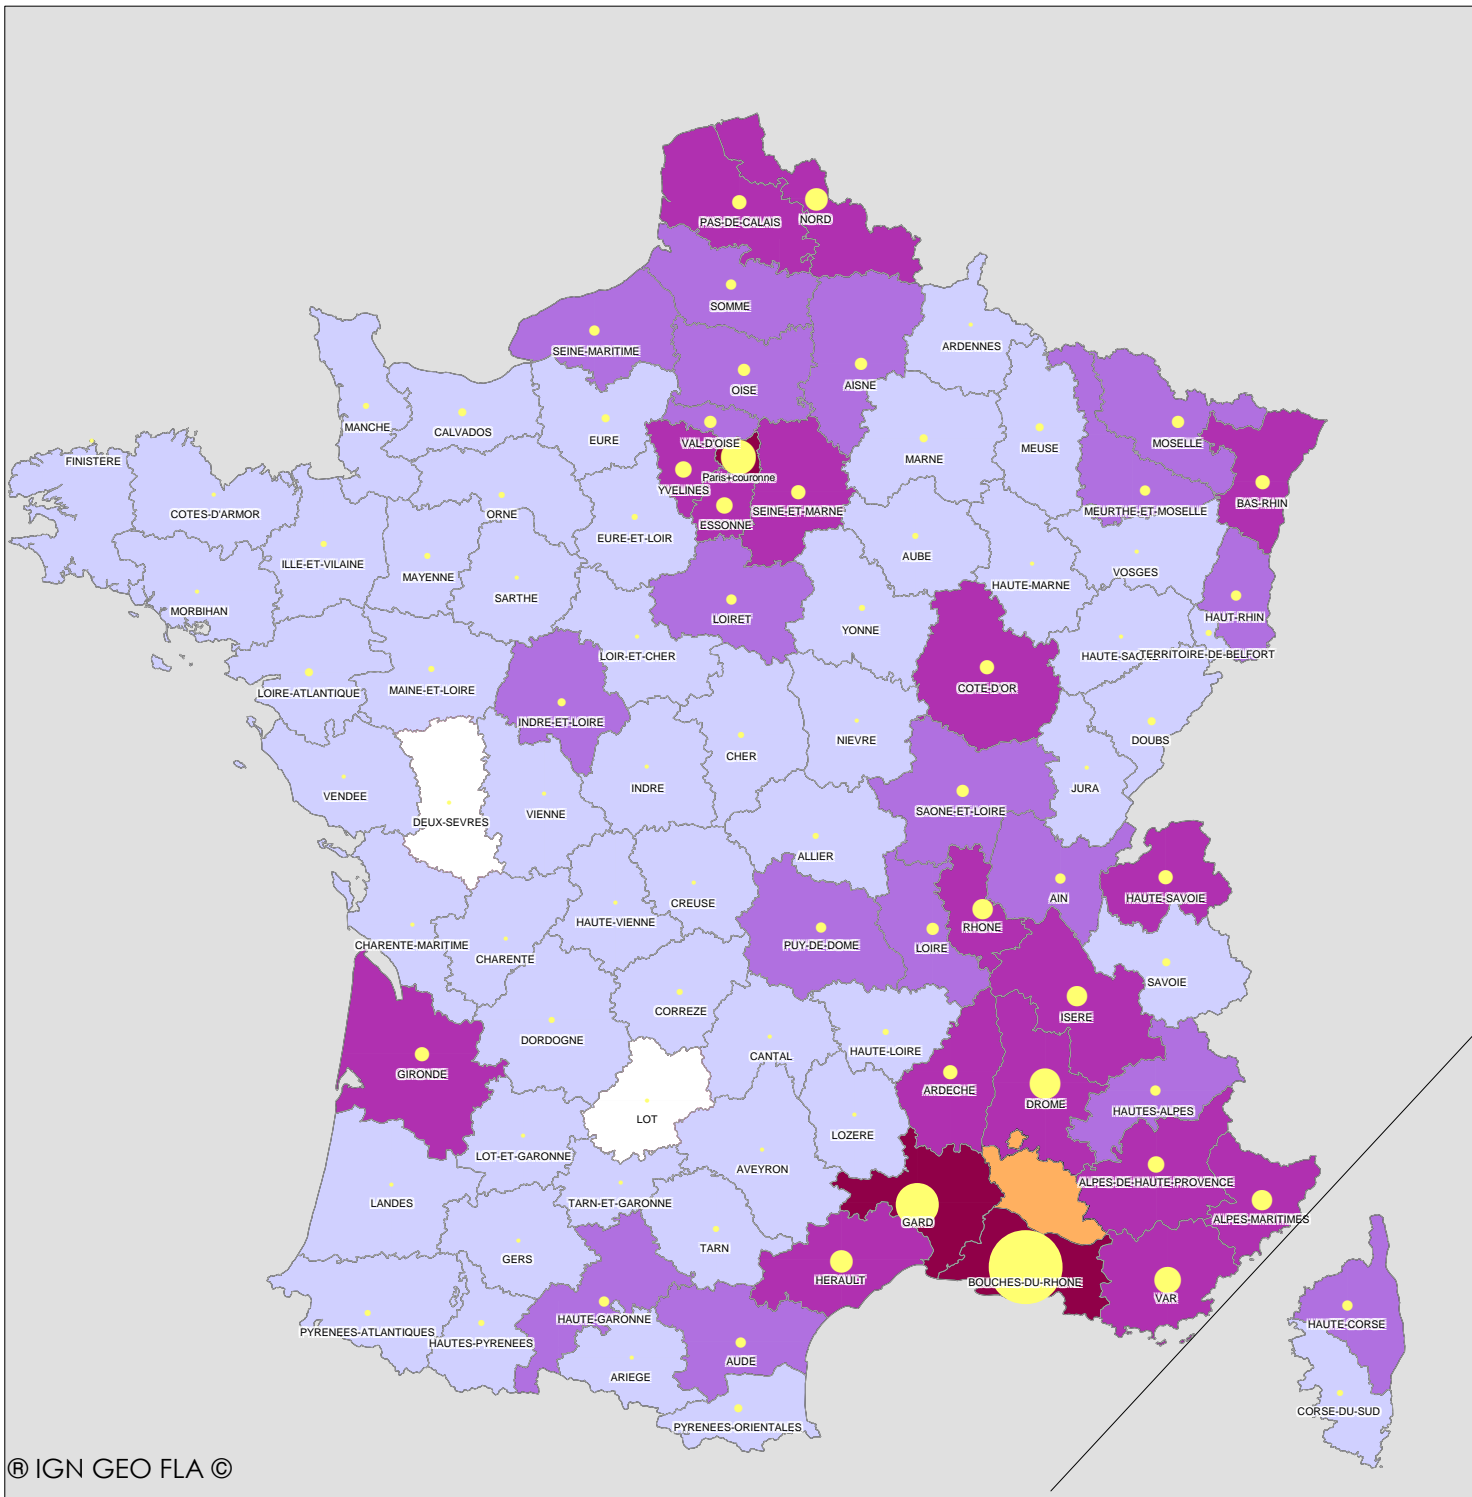 PAS-DE-CALAIS
NORD
SOMME
ARDENNES
SEINE-MARITIME
OISE
AISNE
MANCHE
CALVADOS
EURE
VAL-D'OISE
MARNE
MEUSE
MOSELLE
FINISTERE
Paris+couronne
YVELINES
ESSONNE
SEINE-ET-MARNE
MEURTHE-ET-MOSELLE
BAS-RHIN
COTES-D'ARMOR
ORNE
EURE-ET-LOIR
ILLE-ET-VILAINE
MAYENNE
AUBE
HAUTE-MARNE
VOSGES
SARTHE
MORBIHAN
LOIRET
YONNE
HAUT-RHIN
LOIR-ET-CHER
HAUTE-SAONE
TERRITOIRE-DE-BELFORT
LOIRE-ATLANTIQUE
MAINE-ET-LOIRE
COTE-D'OR
INDRE-ET-LOIRE
CHER
NIEVRE
DOUBS
VENDEE
INDRE
JURA
DEUX-SEVRES
VIENNE
SAONE-ET-LOIRE
ALLIER
CREUSE
AIN
HAUTE-SAVOIE
HAUTE-VIENNE
CHARENTE-MARITIME
CHARENTE
PUY-DE-DOME
LOIRE
RHONE
SAVOIE
CORREZE
ISERE
DORDOGNE
CANTAL
HAUTE-LOIRE
GIRONDE
ARDECHE
DROME
HAUTES-ALPES
LOT
LOZERE
LOT-ET-GARONNE
AVEYRON
ALPES-DE-HAUTE-PROVENCE
LANDES
TARN-ET-GARONNE
GARD
ALPES-MARITIMES
GERS
TARN
HERAULT
BOUCHES-DU-RHONE
VAR
HAUTE-GARONNE
HAUTE-CORSE
PYRENEES-ATLANTIQUES
HAUTES-PYRENEES
AUDE
ARIEGE
CORSE-DU-SUD
PYRENEES-ORIENTALES
® IGN GEO FLA ©